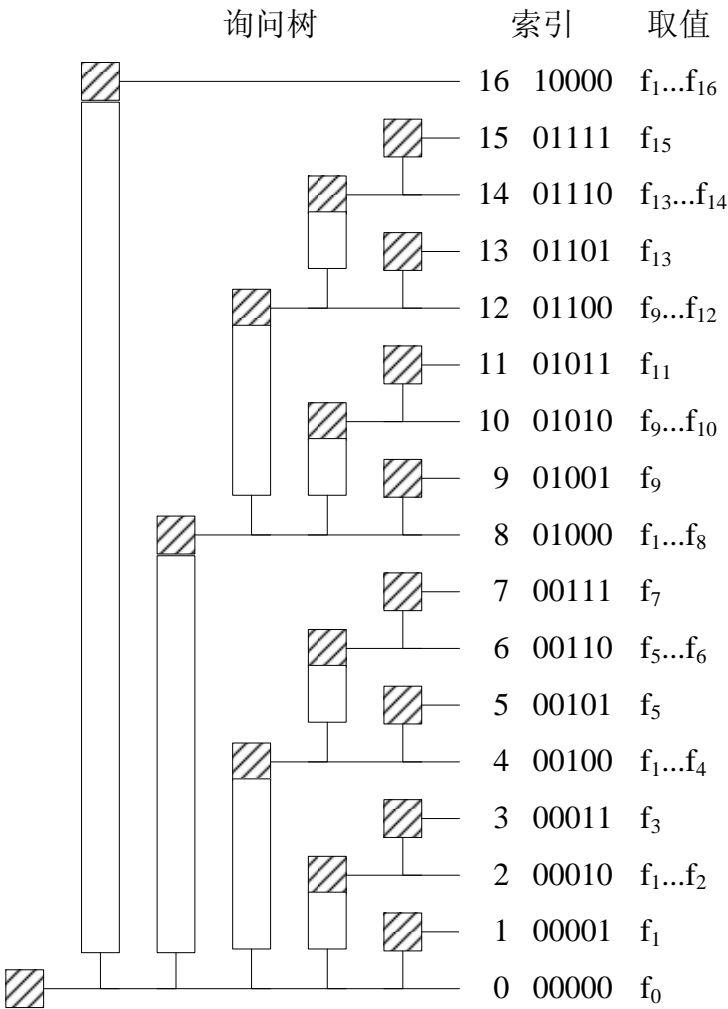 询问树 索引 取值
16 10000 f₁...f₁₆
15 01111 f₁₅
14 01110 f₁₃...f₁₄
13 01101 f₁₃
12 01100 f₉...f₁₂
11 01011 f₁₁
10 01010 f₉...f₁₀
9 01001 f₉
8 01000 f₁...f₈
7 00111 f₇
6 00110 f₅...f₆
5 00101 f₅
4 00100 f₁...f₄
3 00011 f₃
2 00010 f₁...f₂
1 00001 f₁
0 00000 f₀